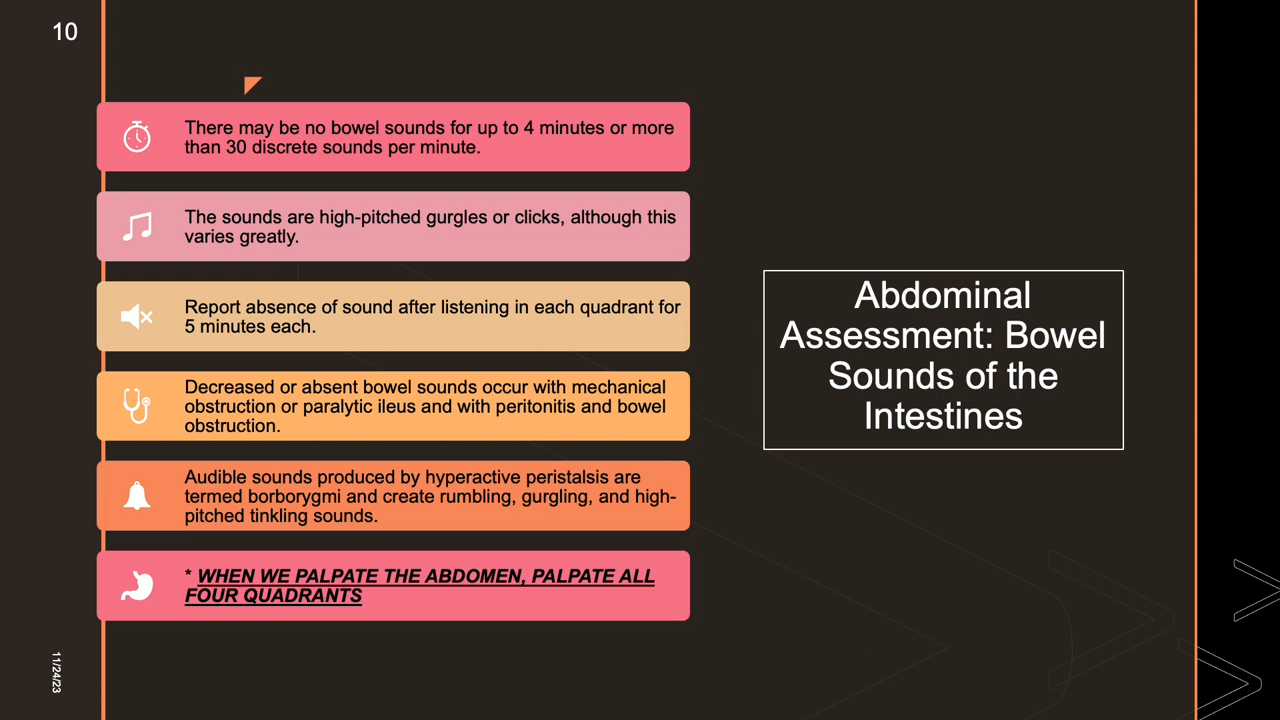 10
There may be no bowel sounds for up to 4 minutes or more
than 30 discrete sounds per minute.
The sounds are high-pitched gurgles or clicks, although this
varies greatly.
Report absence of sound after listening in each quadrant for
5 minutes each.
Decreased or absent bowel sounds occur with mechanical
obstruction or paralytic ileus and with peritonitis and bowel
obstruction.
Audible sounds produced by hyperactive peristalsis are
termed borborygmi and create rumbling, gurgling, and high-
pitched tinkling sounds.
* WHEN WE PALPATE THE ABDOMEN, PALPATE ALL
FOUR QUADRANTS
Abdominal
Assessment: Bowel
Sounds of the
Intestines
11/24/23